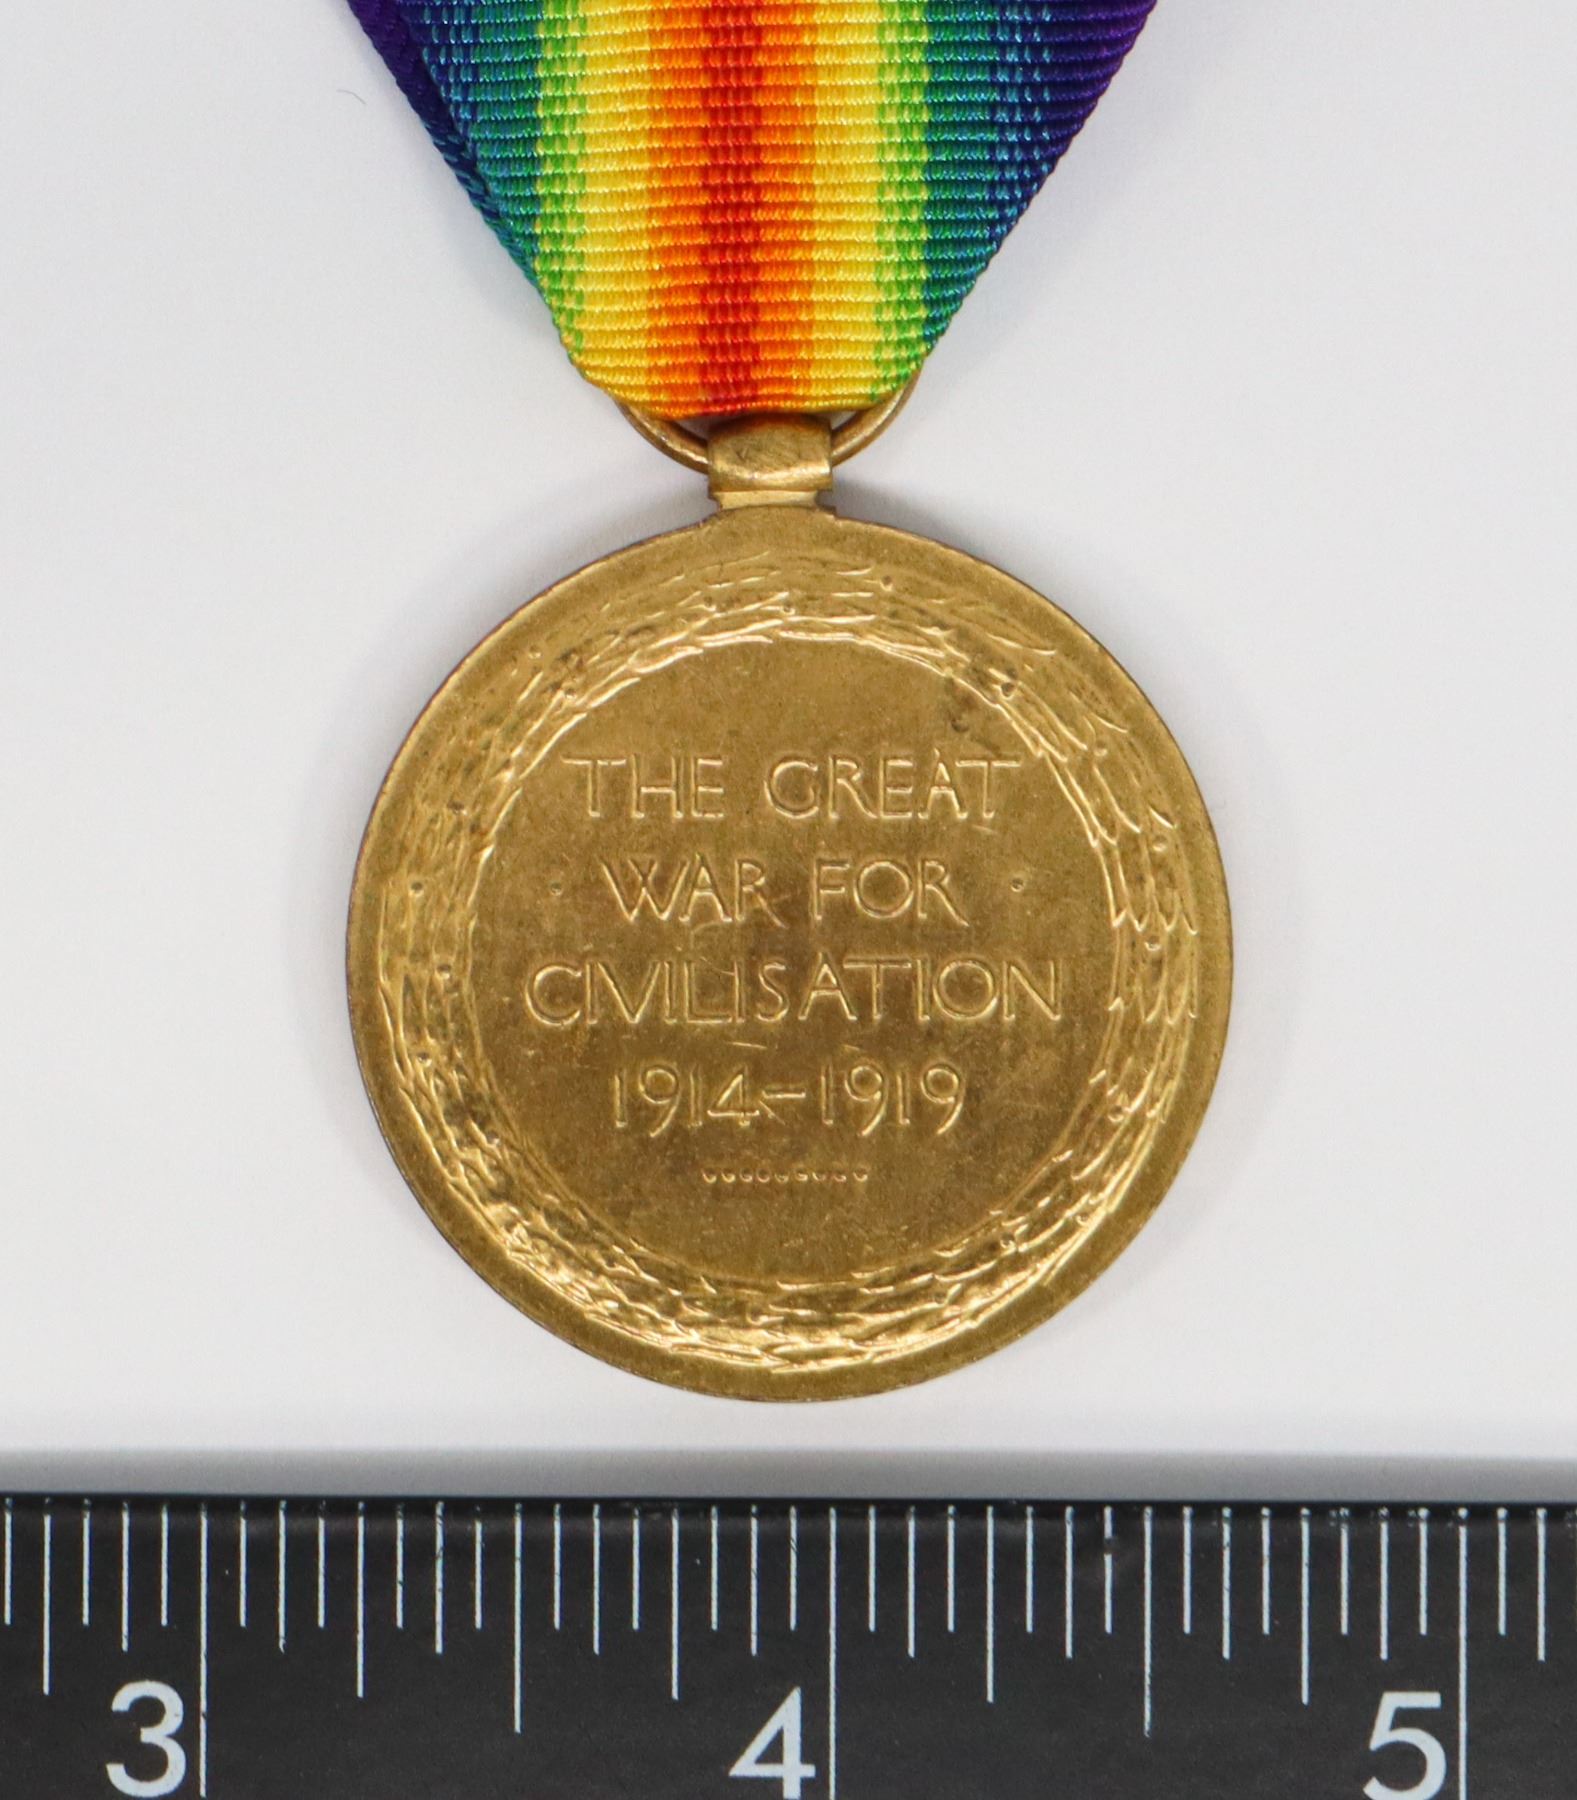 THE GREAT
· WAR FOR ·
CIVILISATION
1914-1919
3 4 5